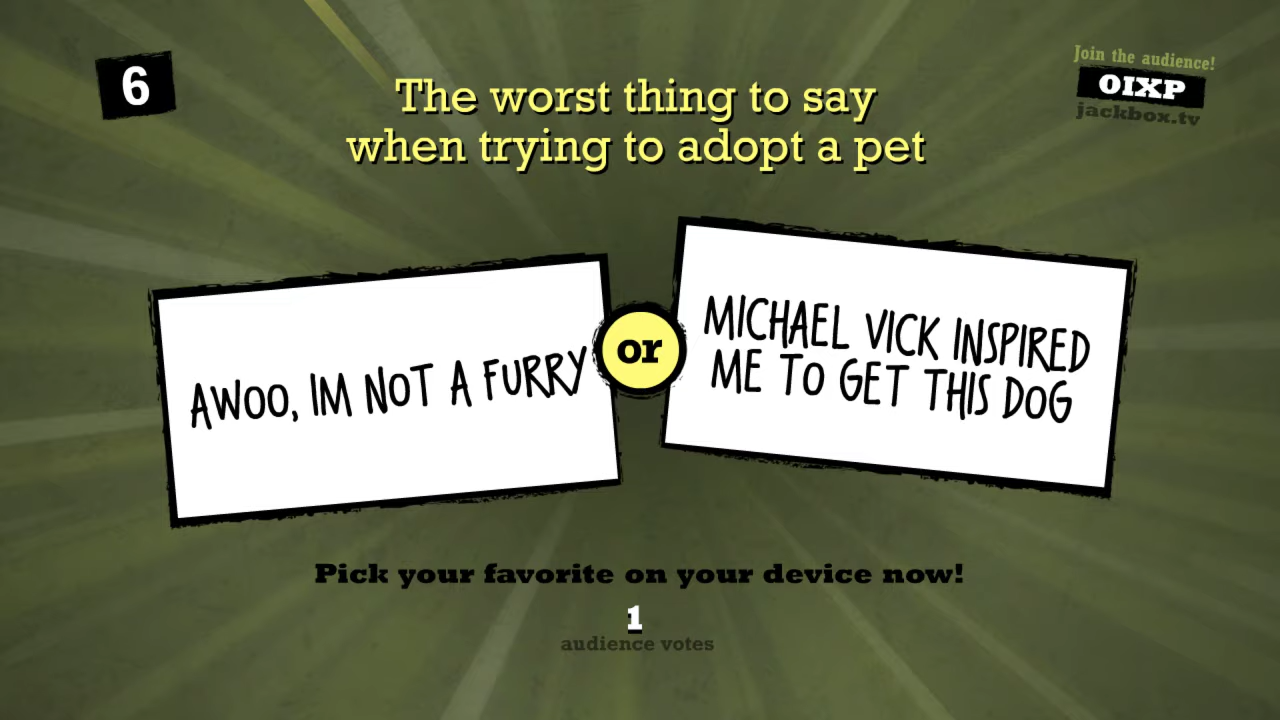 6
Join the audience!
OIXP
jackbox.tv
The worst thing to say
when trying to adopt a pet
AWOO, IM NOT A FURRY
or
MICHAEL VICK INSPIRED
ME TO GET THIS DOG
Pick your favorite on your device now!
1
audience votes